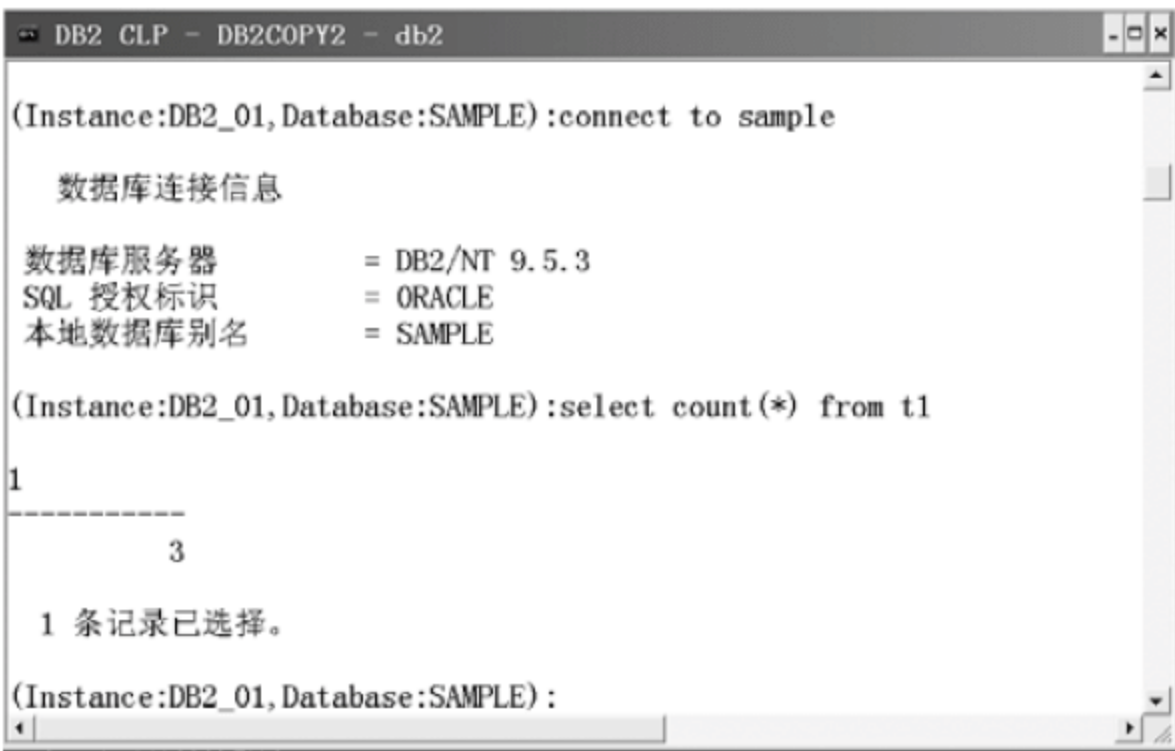 DB2 CLP - DB2COPY2 - db2
(Instance:DB2_01,Database:SAMPLE):connect to sample
数据库连接信息
数据库服务器 = DB2/NT 9.5.3
SQL 授权标识 = ORACLE
本地数据库别名 = SAMPLE
(Instance:DB2_01,Database:SAMPLE):select count(*) from t1
1
-----------
3
1 条记录已选择。
(Instance:DB2_01,Database:SAMPLE):